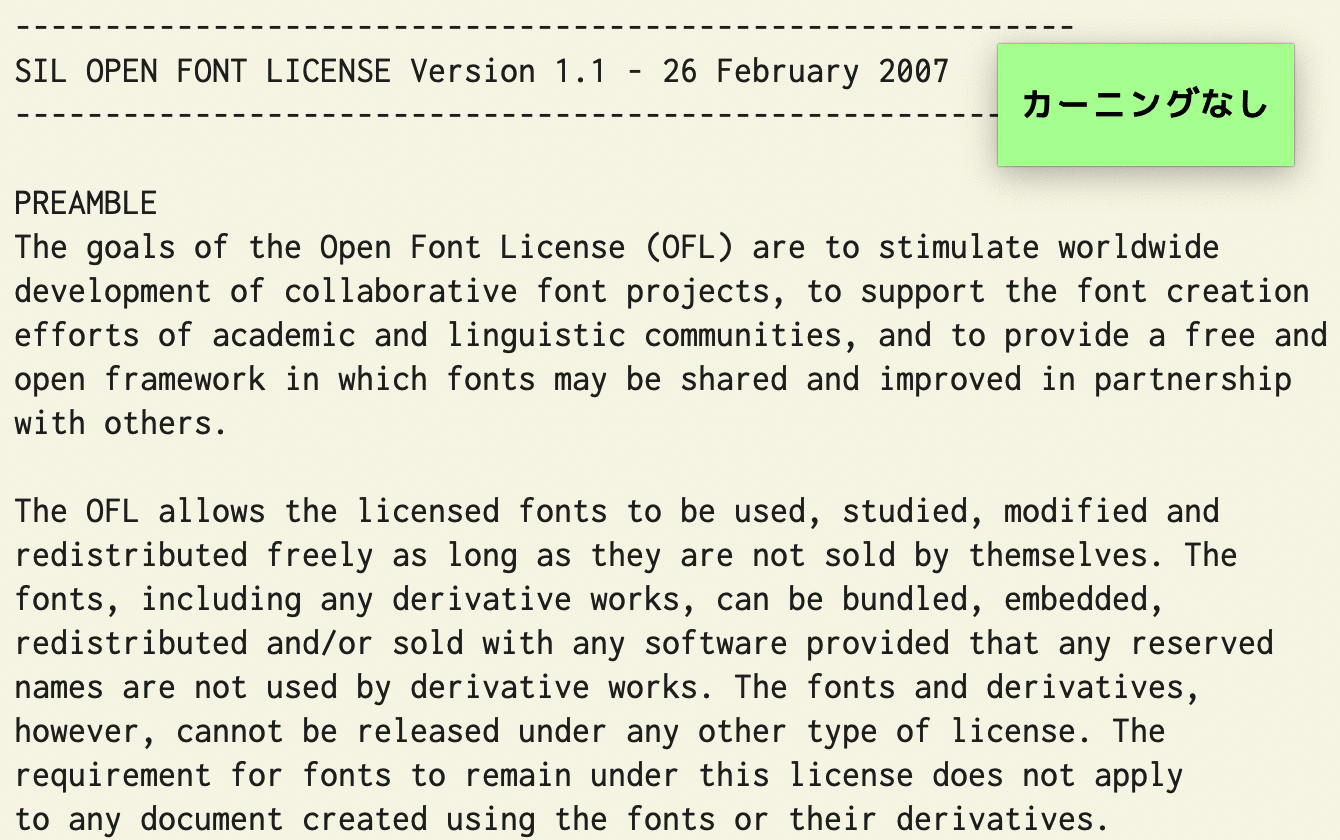 -----------------------------------------------------------
SIL OPEN FONT LICENSE Version 1.1 - 26 February 2007
-------------------------------------------------------
カーニングなし
PREAMBLE
The goals of the Open Font License (OFL) are to stimulate worldwide
development of collaborative font projects, to support the font creation
efforts of academic and linguistic communities, and to provide a free and
open framework in which fonts may be shared and improved in partnership
with others.

The OFL allows the licensed fonts to be used, studied, modified and
redistributed freely as long as they are not sold by themselves. The
fonts, including any derivative works, can be bundled, embedded,
redistributed and/or sold with any software provided that any reserved
names are not used by derivative works. The fonts and derivatives,
however, cannot be released under any other type of license. The
requirement for fonts to remain under this license does not apply
to any document created using the fonts or their derivatives.